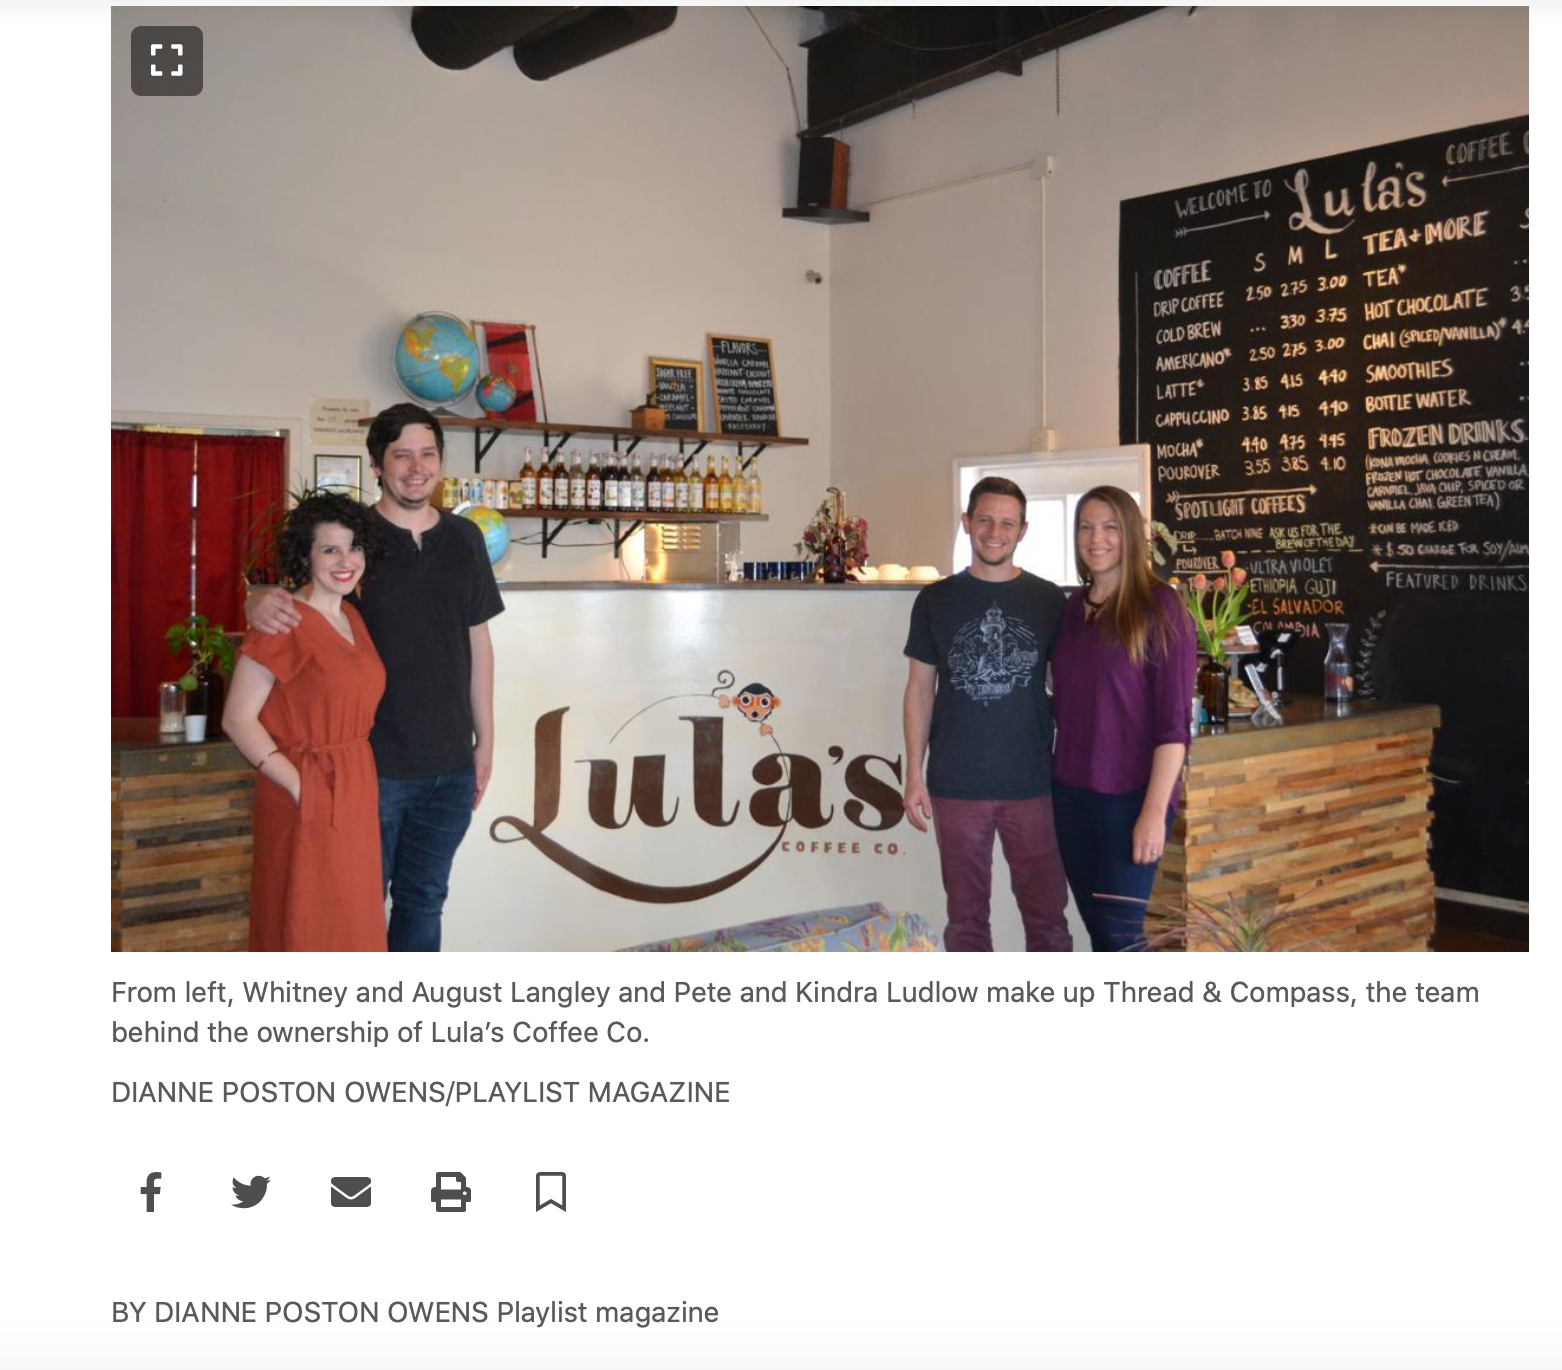 WELCOME TO Lula's COFFEE
COFFEE S M L
DRIP COFFEE 2.50 2.75 3.00
COLD BREW ... 3.30 3.75
AMERICANO* 2.50 2.75 3.00
LATTE* 3.85 4.15 4.40
CAPPUCCINO 3.85 4.15 4.40
MOCHA* 4.40 4.75 4.95
POUROVER 3.55 3.85 4.10
SPOTLIGHT COFFEES
DRIP ..... BATCH NINE ASK US FOR THE
BREW OF THE DAY
POUROVER
ULTRA VIOLET
ETHIOPIA GUJI
EL SALVADOR
COLOMBIA
TEA + MORE
TEA*
HOT CHOCOLATE
CHAI (SPICED/VANILLA)*
SMOOTHIES
BOTTLE WATER
FROZEN DRINKS
(KONA MOCHA, COOKIES N CREAM,
FROZEN HOT CHOCOLATE VANILLA
CARAMEL, JAVA CHIP, SPICED OR
VANILLA CHAI, GREEN TEA)
*CAN BE MADE ICED
*$.50 CHARGE FOR SOY/
FEATURED DRINKS
SUGAR FREE
FLAVORS
Lula's
COFFEE CO.
From left, Whitney and August Langley and Pete and Kindra Ludlow make up Thread & Compass, the team
behind the ownership of Lula’s Coffee Co.
DIANNE POSTON OWENS/PLAYLIST MAGAZINE
BY DIANNE POSTON OWENS Playlist magazine